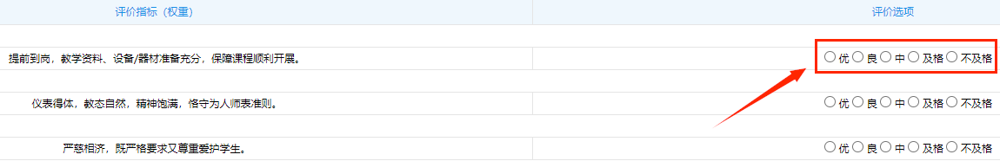 评价指标（权重） 评价选项
提前到岗，教学资料、设备/器材准备充分，保障课程顺利开展。 优 良 中 及格 不及格
仪表得体，教态自然，精神饱满，恪守为人师表准则。 优 良 中 及格 不及格
严慈相济，既严格要求又尊重爱护学生。 优 良 中 及格 不及格